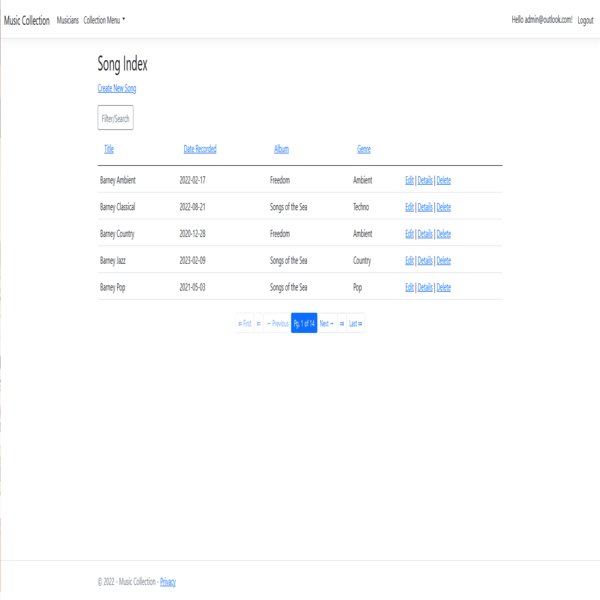 Music Collection Musicians Collection Menu Hello admin@outlook.com! Logout
Song Index
Create New Song
Filter/Search
Title Date Recorded Album Genre
Barney Ambient 2022-02-17 Freedom Ambient Edit | Details | Delete
Barney Classical 2022-08-21 Songs of the Sea Techno Edit | Details | Delete
Barney Country 2020-12-28 Freedom Ambient Edit | Details | Delete
Barney Jazz 2023-02-09 Songs of the Sea Country Edit | Details | Delete
Barney Pop 2021-05-03 Songs of the Sea Pop Edit | Details | Delete
⇚ First ⇐ ← Previous Pg. 1 of 14 Next → ⇒ Last ⇛
© 2022 - Music Collection - Privacy